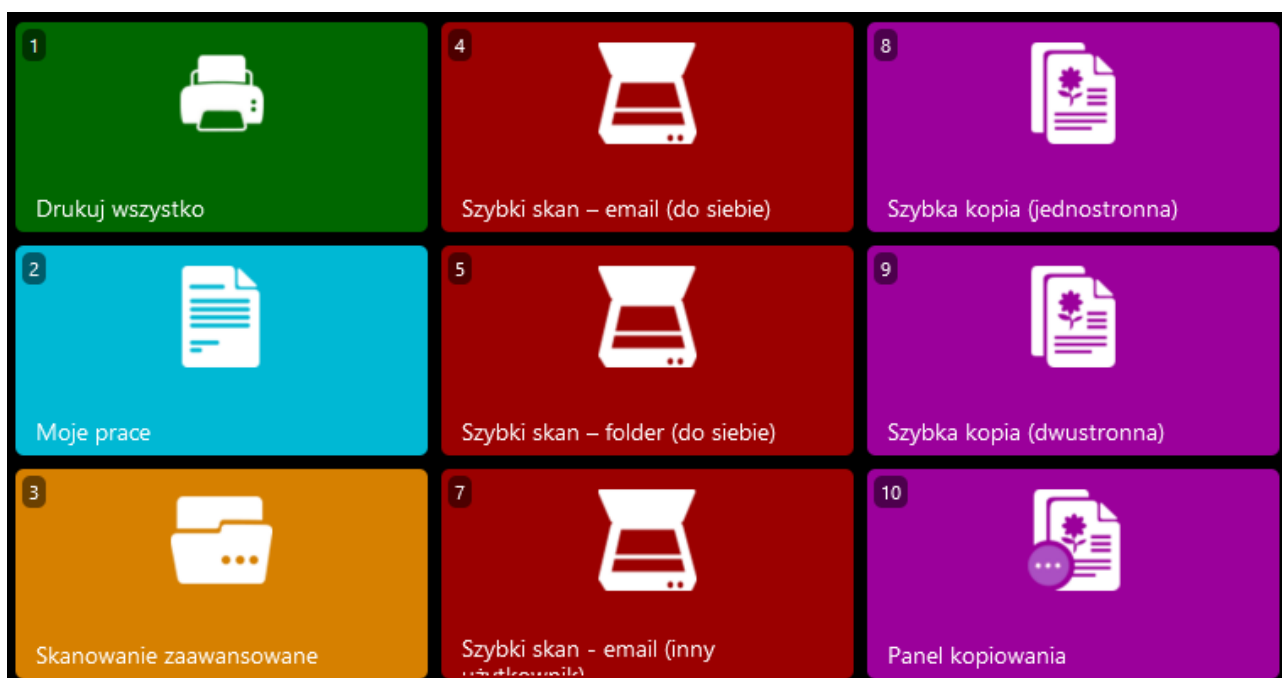 1
Drukuj wszystko
4
Szybki skan – email (do siebie)
8
Szybka kopia (jednostronna)
2
Moje prace
5
Szybki skan – folder (do siebie)
9
Szybka kopia (dwustronna)
3
Skanowanie zaawansowane
7
Szybki skan - email (inny
użytkownik)
10
Panel kopiowania